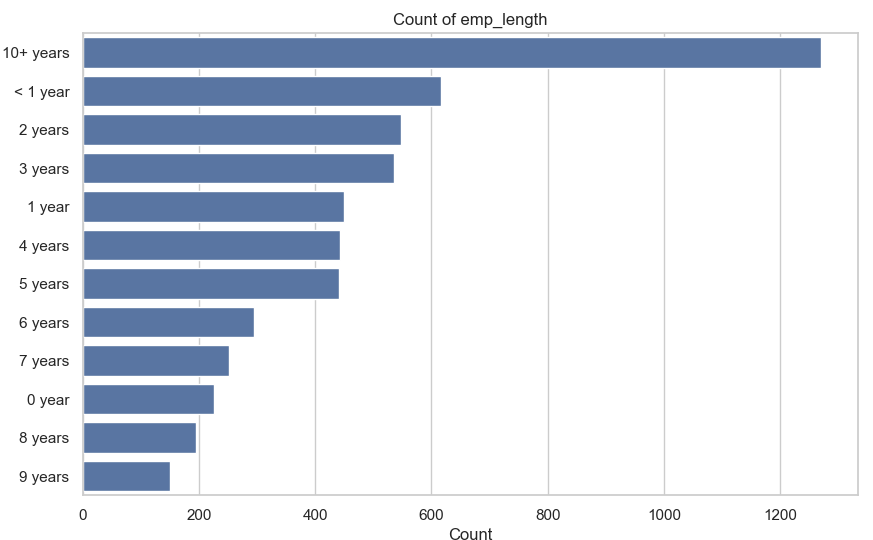 Count of emp_length
10+ years
< 1 year
2 years
3 years
1 year
4 years
5 years
6 years
7 years
0 year
8 years
9 years
0 200 400 600 800 1000 1200
Count